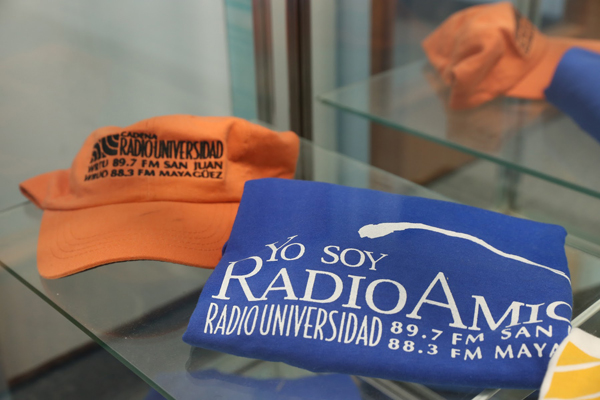 CADENA
RADIO UNIVERSIDAD
WRTU 89.7 FM SAN JUAN
WRUO 88.3 FM MAYAGÜEZ
YO SOY
RADIOAMIG
RADIO UNIVERSIDAD
89.7 FM SAN
88.3 FM MAYA